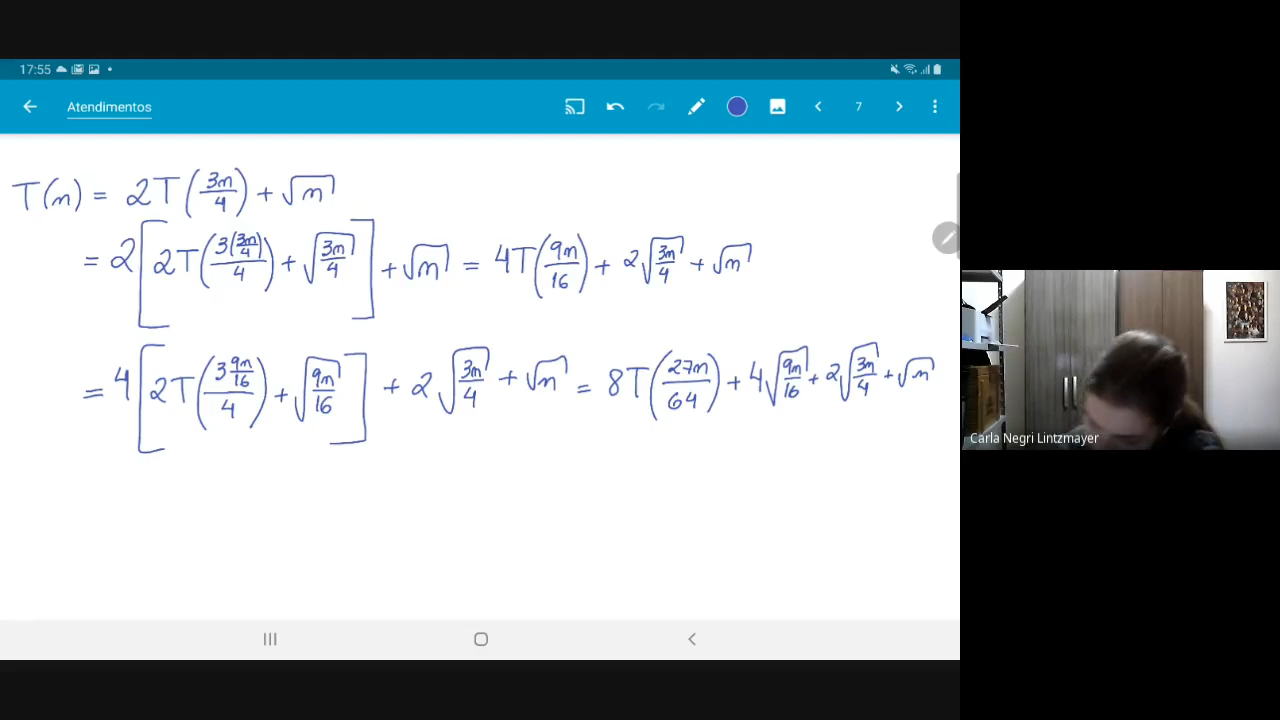 17:55
Atendimentos
7
T(n) = 2T(3n/4) + √n
= 2[2T(3(3n/4)/4) + √(3n/4)] + √n = 4T(9n/16) + 2√(3n/4) + √n
= 4[2T(3 9n/16 /4) + √(9n/16)] + 2√(3n/4) + √n = 8T(27n/64) + 4√(9n/16) + 2√(3n/4) + √n
Carla Negri Lintzmayer